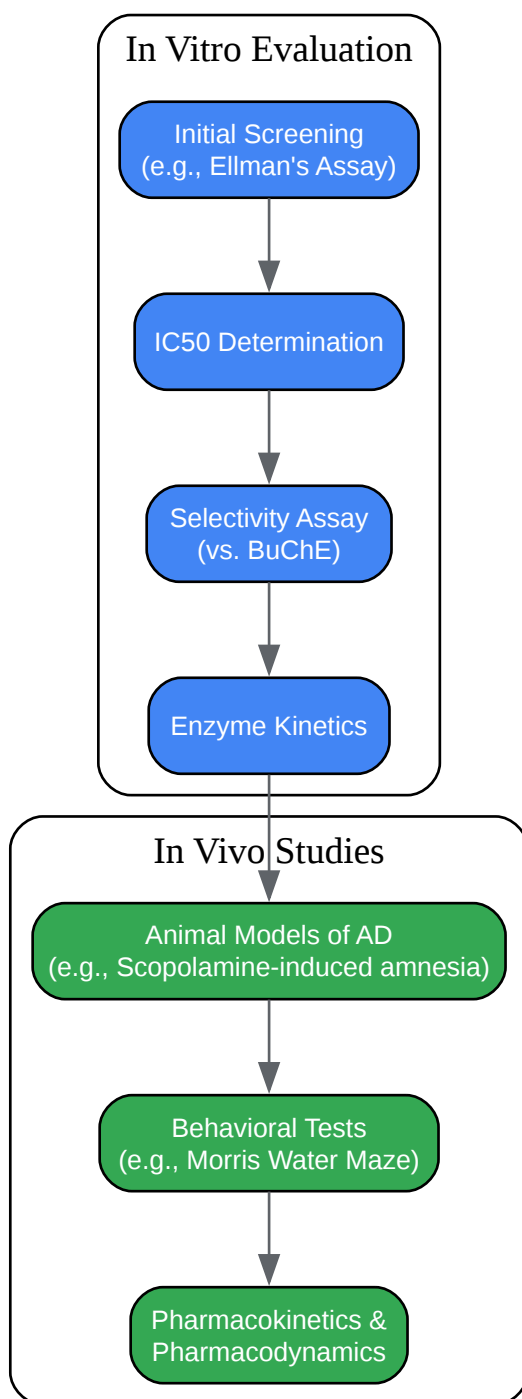 In Vitro Evaluation
Initial Screening
(e.g., Ellman's Assay)
IC50 Determination
Selectivity Assay
(vs. BuChE)
Enzyme Kinetics
In Vivo Studies
Animal Models of AD
(e.g., Scopolamine-induced amnesia)
Behavioral Tests
(e.g., Morris Water Maze)
Pharmacokinetics &
Pharmacodynamics